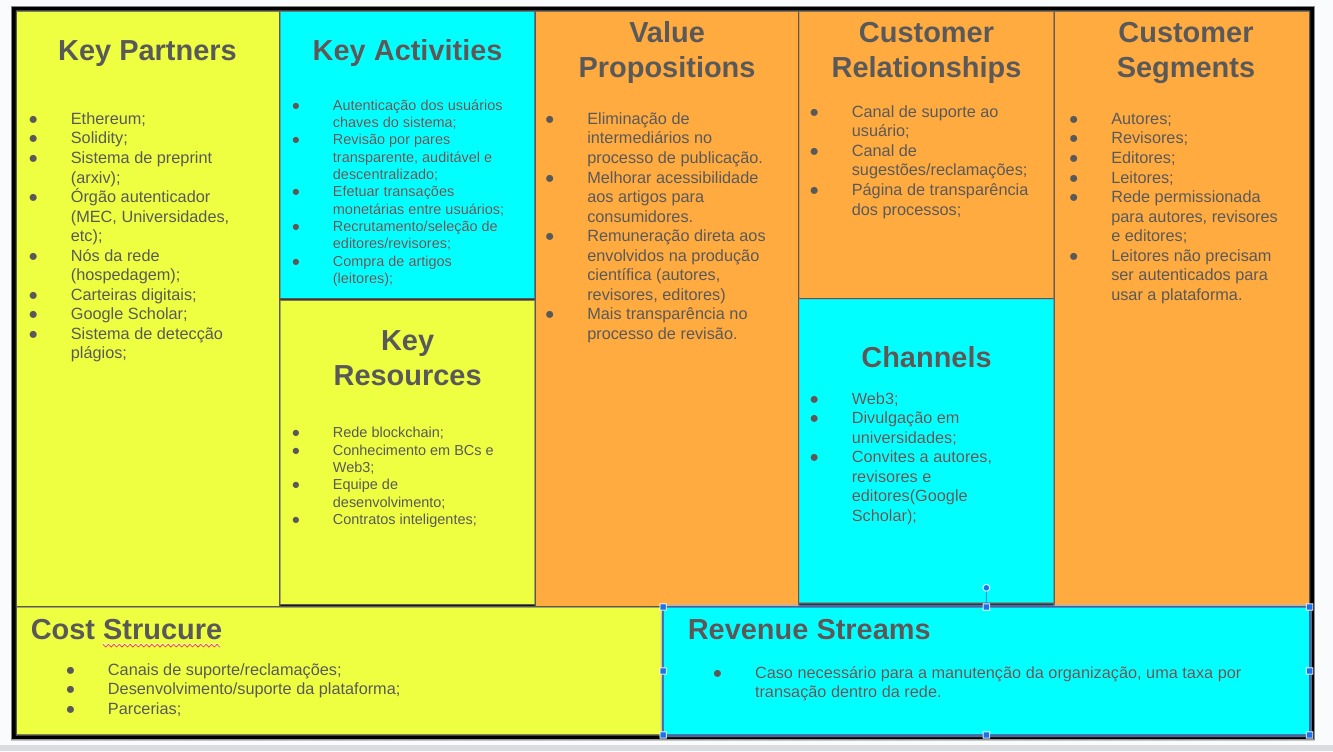 Key Partners
● Ethereum;
● Solidity;
● Sistema de preprint
(arxiv);
● Órgão autenticador
(MEC, Universidades,
etc);
● Nós da rede
(hospedagem);
● Carteiras digitais;
● Google Scholar;
● Sistema de detecção
plágios;
Key Activities
● Autenticação dos usuários
chaves do sistema;
● Revisão por pares
transparente, auditável e
descentralizado;
● Efetuar transações
monetárias entre usuários;
● Recrutamento/seleção de
editores/revisores;
● Compra de artigos
(leitores);
Key
Resources
● Rede blockchain;
● Conhecimento em BCs e
Web3;
● Equipe de
desenvolvimento;
● Contratos inteligentes;
Value
Propositions
● Eliminação de
intermediários no
processo de publicação.
● Melhorar acessibilidade
aos artigos para
consumidores.
● Remuneração direta aos
envolvidos na produção
científica (autores,
revisores, editores)
● Mais transparência no
processo de revisão.
Customer
Relationships
● Canal de suporte ao
usuário;
● Canal de
sugestões/reclamações;
● Página de transparência
dos processos;
Channels
● Web3;
● Divulgação em
universidades;
● Convites a autores,
revisores e
editores(Google
Scholar);
Customer
Segments
● Autores;
● Revisores;
● Editores;
● Leitores;
● Rede permissionada
para autores, revisores
e editores;
● Leitores não precisam
ser autenticados para
usar a plataforma.
Cost Strucure
● Canais de suporte/reclamações;
● Desenvolvimento/suporte da plataforma;
● Parcerias;
Revenue Streams
● Caso necessário para a manutenção da organização, uma taxa por
transação dentro da rede.